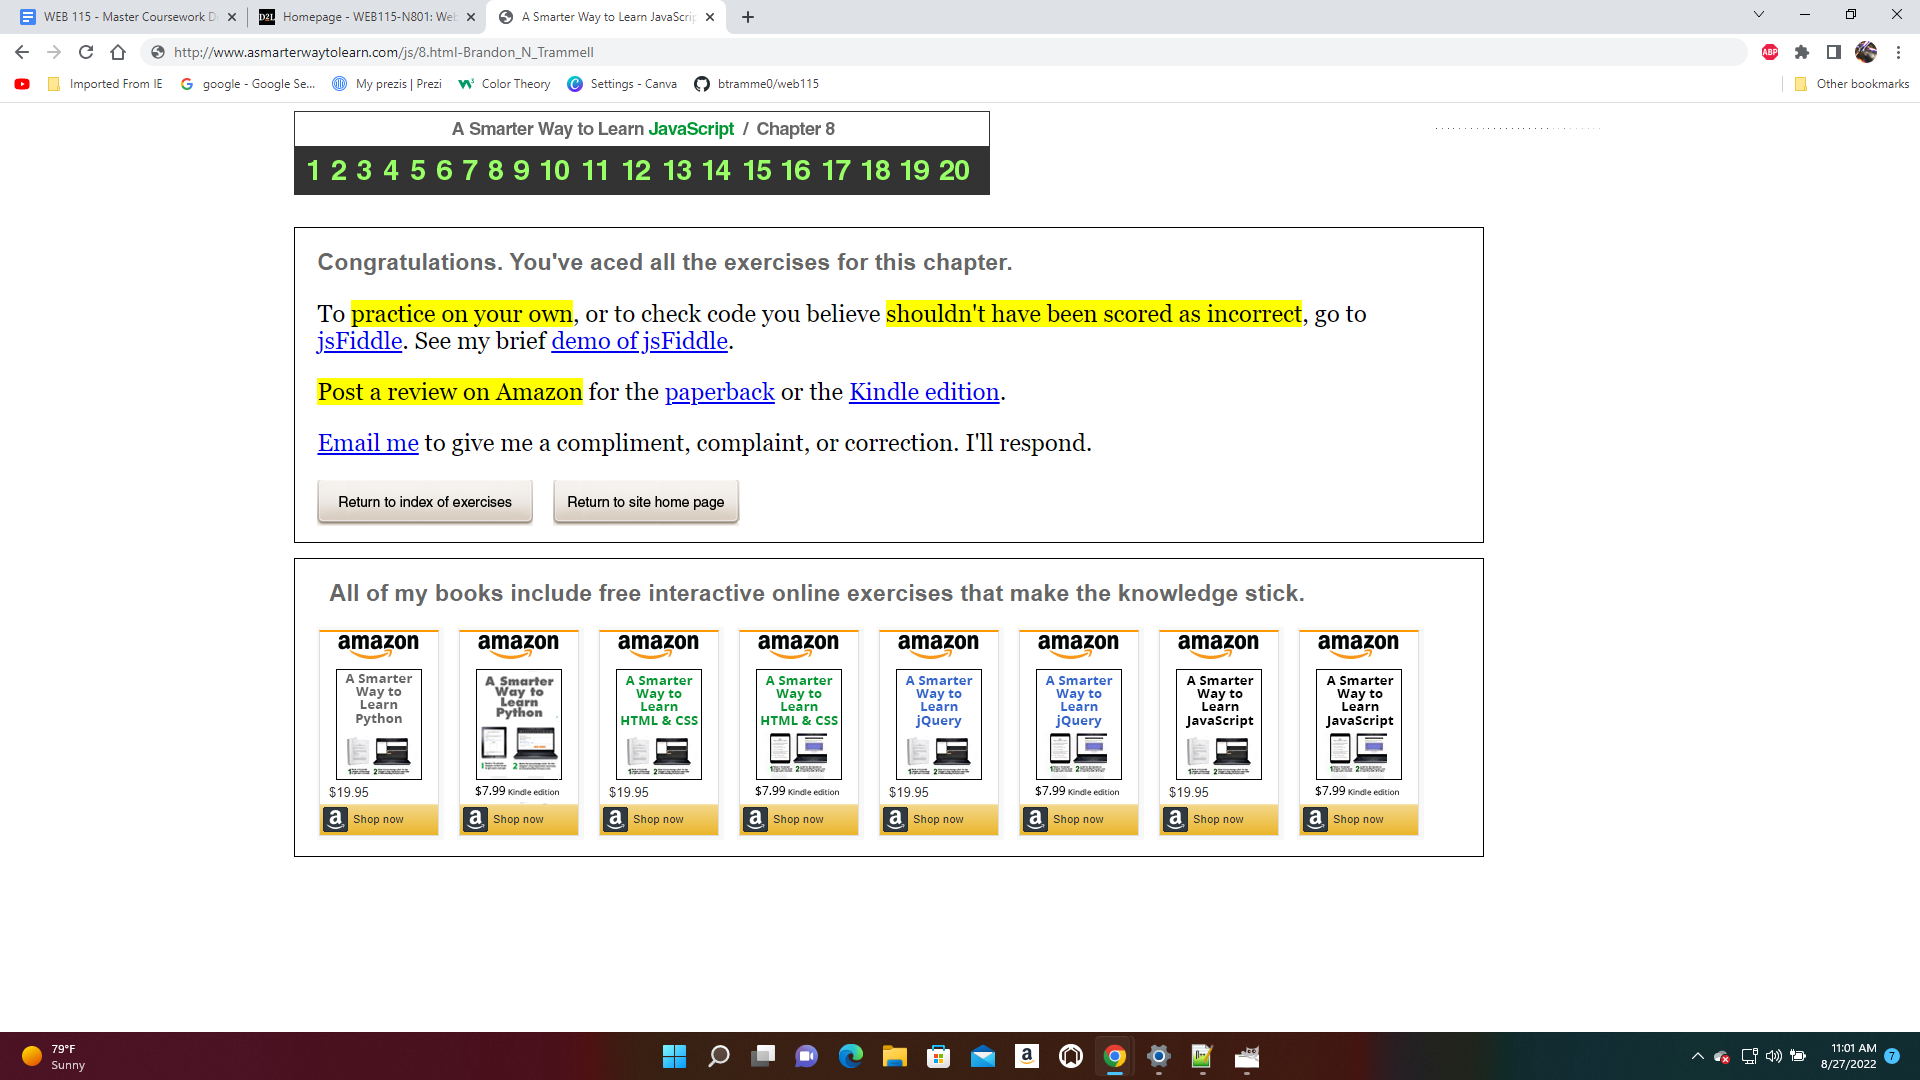 WEB 115 - Master Coursework D
Homepage - WEB115-N801: Web
A Smarter Way to Learn JavaScrip
http://www.asmarterwaytolearn.com/js/8.html-Brandon_N_Trammell
ABP
Imported From IE
google - Google Se...
My prezis | Prezi
Color Theory
Settings - Canva
btramme0/web115
Other bookmarks
A Smarter Way to Learn JavaScript / Chapter 8
1 2 3 4 5 6 7 8 9 10 11 12 13 14 15 16 17 18 19 20
Congratulations. You've aced all the exercises for this chapter.
To practice on your own, or to check code you believe shouldn't have been scored as incorrect, go to
jsFiddle. See my brief demo of jsFiddle.
Post a review on Amazon for the paperback or the Kindle edition.
Email me to give me a compliment, complaint, or correction. I'll respond.
Return to index of exercises
Return to site home page
All of my books include free interactive online exercises that make the knowledge stick.
amazon amazon amazon amazon amazon amazon amazon amazon
A Smarter Way to Learn Python
A Smarter Way to Learn Python
A Smarter Way to Learn HTML & CSS
A Smarter Way to Learn HTML & CSS
A Smarter Way to Learn jQuery
A Smarter Way to Learn jQuery
A Smarter Way to Learn JavaScript
A Smarter Way to Learn JavaScript
$19.95 $7.99 Kindle edition $19.95 $7.99 Kindle edition $19.95 $7.99 Kindle edition $19.95 $7.99 Kindle edition
Shop now Shop now Shop now Shop now Shop now Shop now Shop now Shop now
79°F
Sunny
11:01 AM
8/27/2022
7